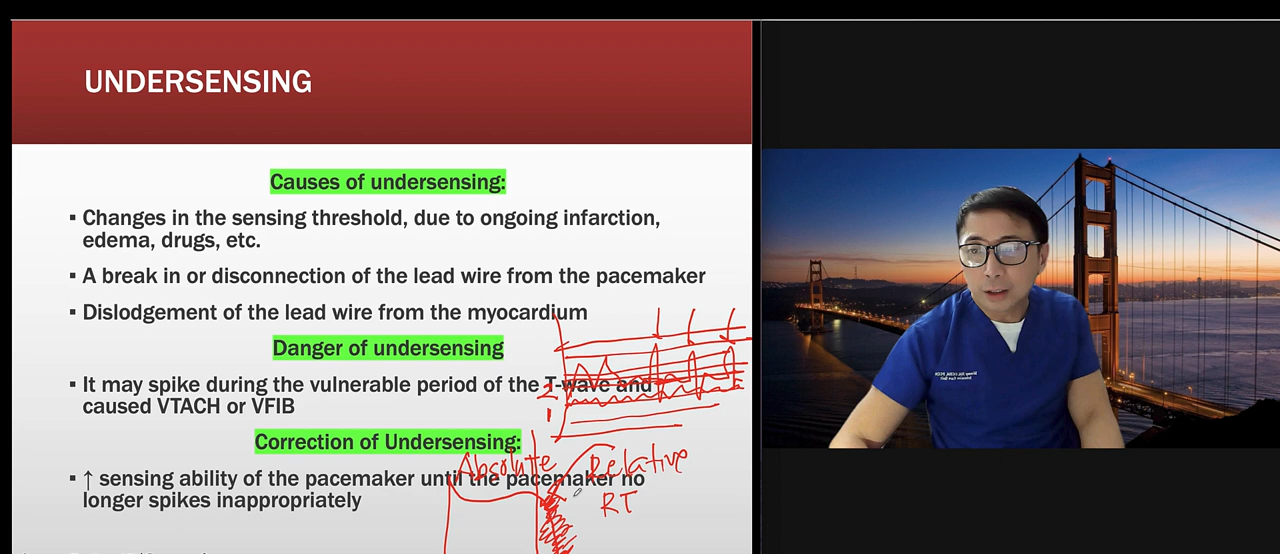 UNDERSENSING
Causes of undersensing:
▪ Changes in the sensing threshold, due to ongoing infarction,
edema, drugs, etc.
▪ A break in or disconnection of the lead wire from the pacemaker
▪ Dislodgement of the lead wire from the myocardium
Danger of undersensing
▪ It may spike during the vulnerable period of the T-wave and
caused VTACH or VFIB
2
1
Correction of Undersensing:
Absolute Relative
▪ ↑ sensing ability of the pacemaker until the pacemaker no
longer spikes inappropriately
RT